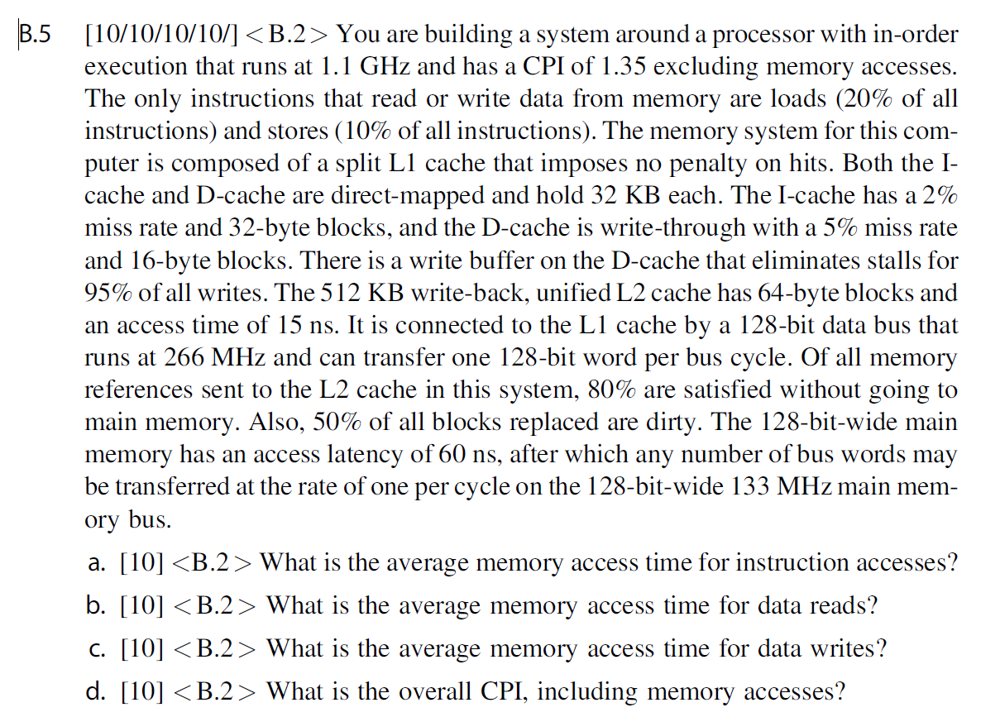 B.5 [10/10/10/10/] <B.2> You are building a system around a processor with in-order
execution that runs at 1.1 GHz and has a CPI of 1.35 excluding memory accesses.
The only instructions that read or write data from memory are loads (20% of all
instructions) and stores (10% of all instructions). The memory system for this com-
puter is composed of a split L1 cache that imposes no penalty on hits. Both the I-
cache and D-cache are direct-mapped and hold 32 KB each. The I-cache has a 2%
miss rate and 32-byte blocks, and the D-cache is write-through with a 5% miss rate
and 16-byte blocks. There is a write buffer on the D-cache that eliminates stalls for
95% of all writes. The 512 KB write-back, unified L2 cache has 64-byte blocks and
an access time of 15 ns. It is connected to the L1 cache by a 128-bit data bus that
runs at 266 MHz and can transfer one 128-bit word per bus cycle. Of all memory
references sent to the L2 cache in this system, 80% are satisfied without going to
main memory. Also, 50% of all blocks replaced are dirty. The 128-bit-wide main
memory has an access latency of 60 ns, after which any number of bus words may
be transferred at the rate of one per cycle on the 128-bit-wide 133 MHz main mem-
ory bus.
a. [10] <B.2> What is the average memory access time for instruction accesses?
b. [10] <B.2> What is the average memory access time for data reads?
c. [10] <B.2> What is the average memory access time for data writes?
d. [10] <B.2> What is the overall CPI, including memory accesses?